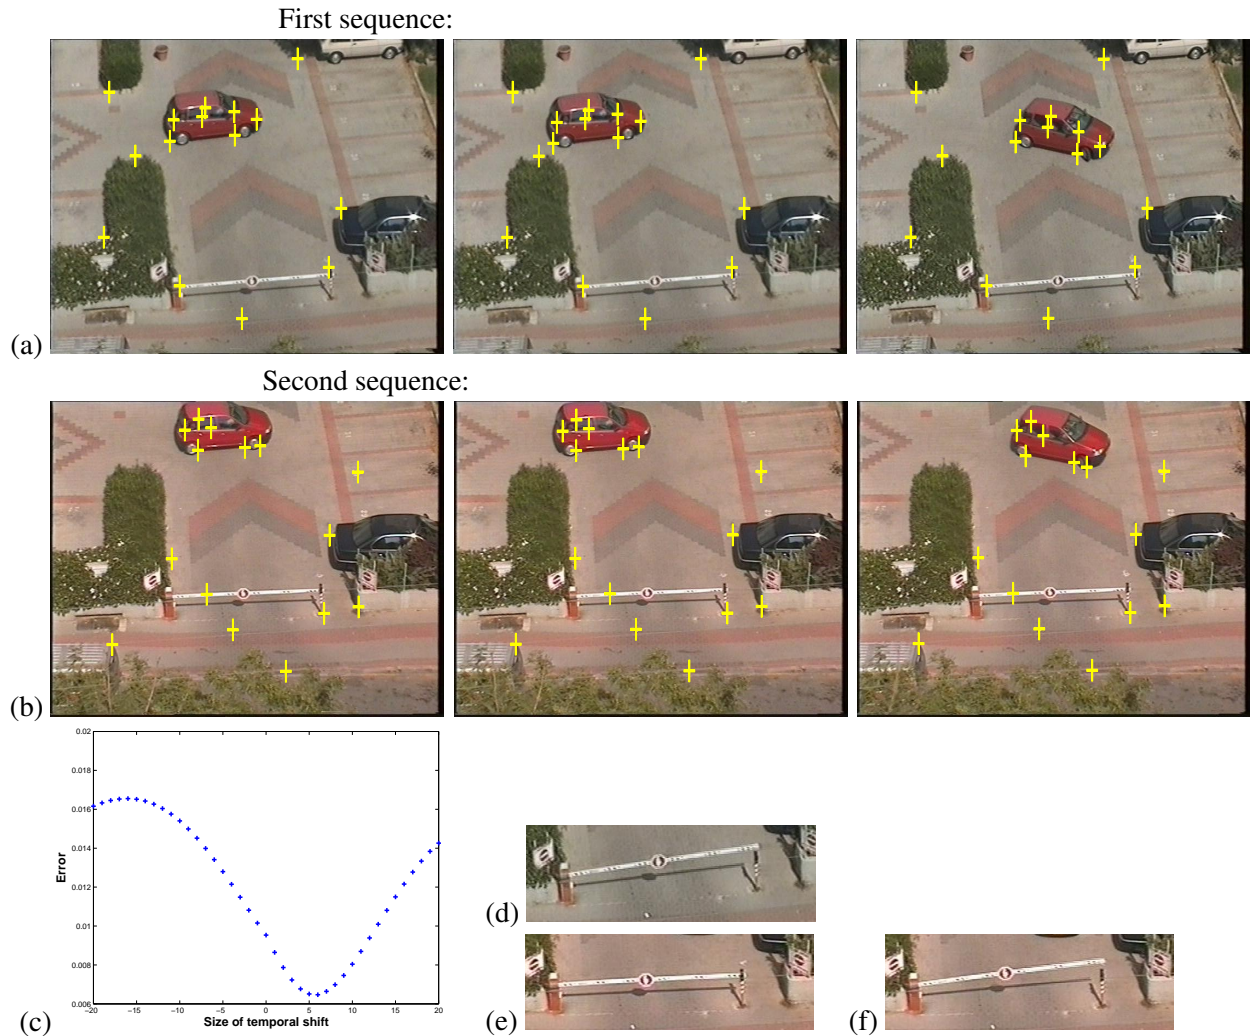 First sequence:
(a)
Second sequence:
(b)
0.02
0.018
0.016
0.014
0.012
0.01
0.008
0.006
Error
−20 −15 −10 −5 0 5 10 15 20
Size of temporal shift
(c)
(d)
(e)
(f)